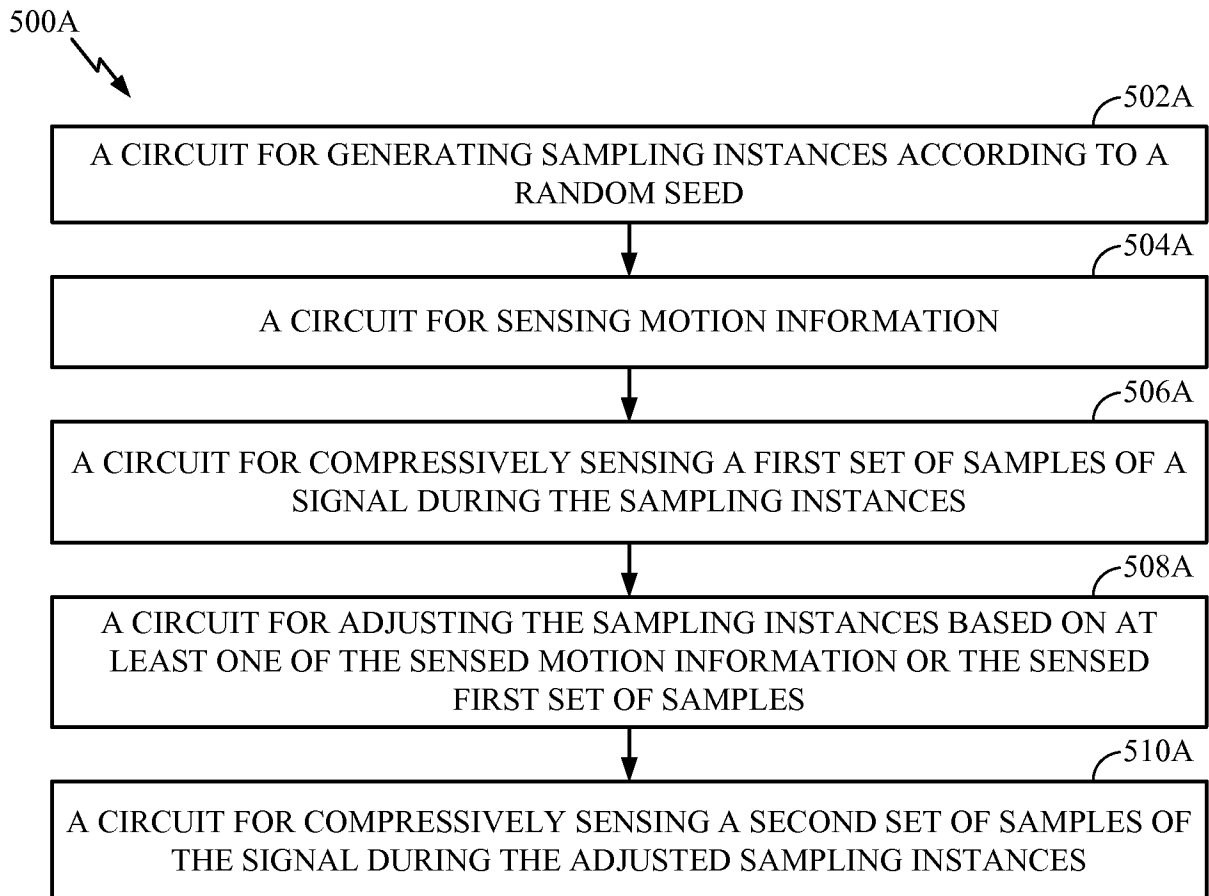 500A
502A
A CIRCUIT FOR GENERATING SAMPLING INSTANCES ACCORDING TO A
RANDOM SEED
504A
A CIRCUIT FOR SENSING MOTION INFORMATION
506A
A CIRCUIT FOR COMPRESSIVELY SENSING A FIRST SET OF SAMPLES OF A
SIGNAL DURING THE SAMPLING INSTANCES
508A
A CIRCUIT FOR ADJUSTING THE SAMPLING INSTANCES BASED ON AT
LEAST ONE OF THE SENSED MOTION INFORMATION OR THE SENSED
FIRST SET OF SAMPLES
510A
A CIRCUIT FOR COMPRESSIVELY SENSING A SECOND SET OF SAMPLES OF
THE SIGNAL DURING THE ADJUSTED SAMPLING INSTANCES